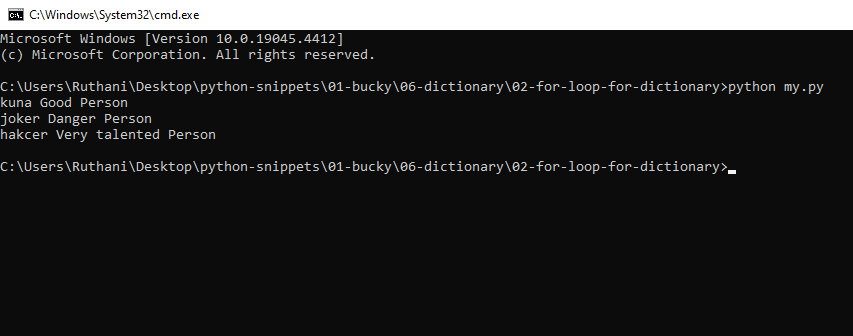 C:\Windows\System32\cmd.exe
Microsoft Windows [Version 10.0.19045.4412]
(c) Microsoft Corporation. All rights reserved.
C:\Users\Ruthani\Desktop\python-snippets\01-bucky\06-dictionary\02-for-loop-for-dictionary>python my.py
kuna Good Person
joker Danger Person
hakcer Very talented Person
C:\Users\Ruthani\Desktop\python-snippets\01-bucky\06-dictionary\02-for-loop-for-dictionary>